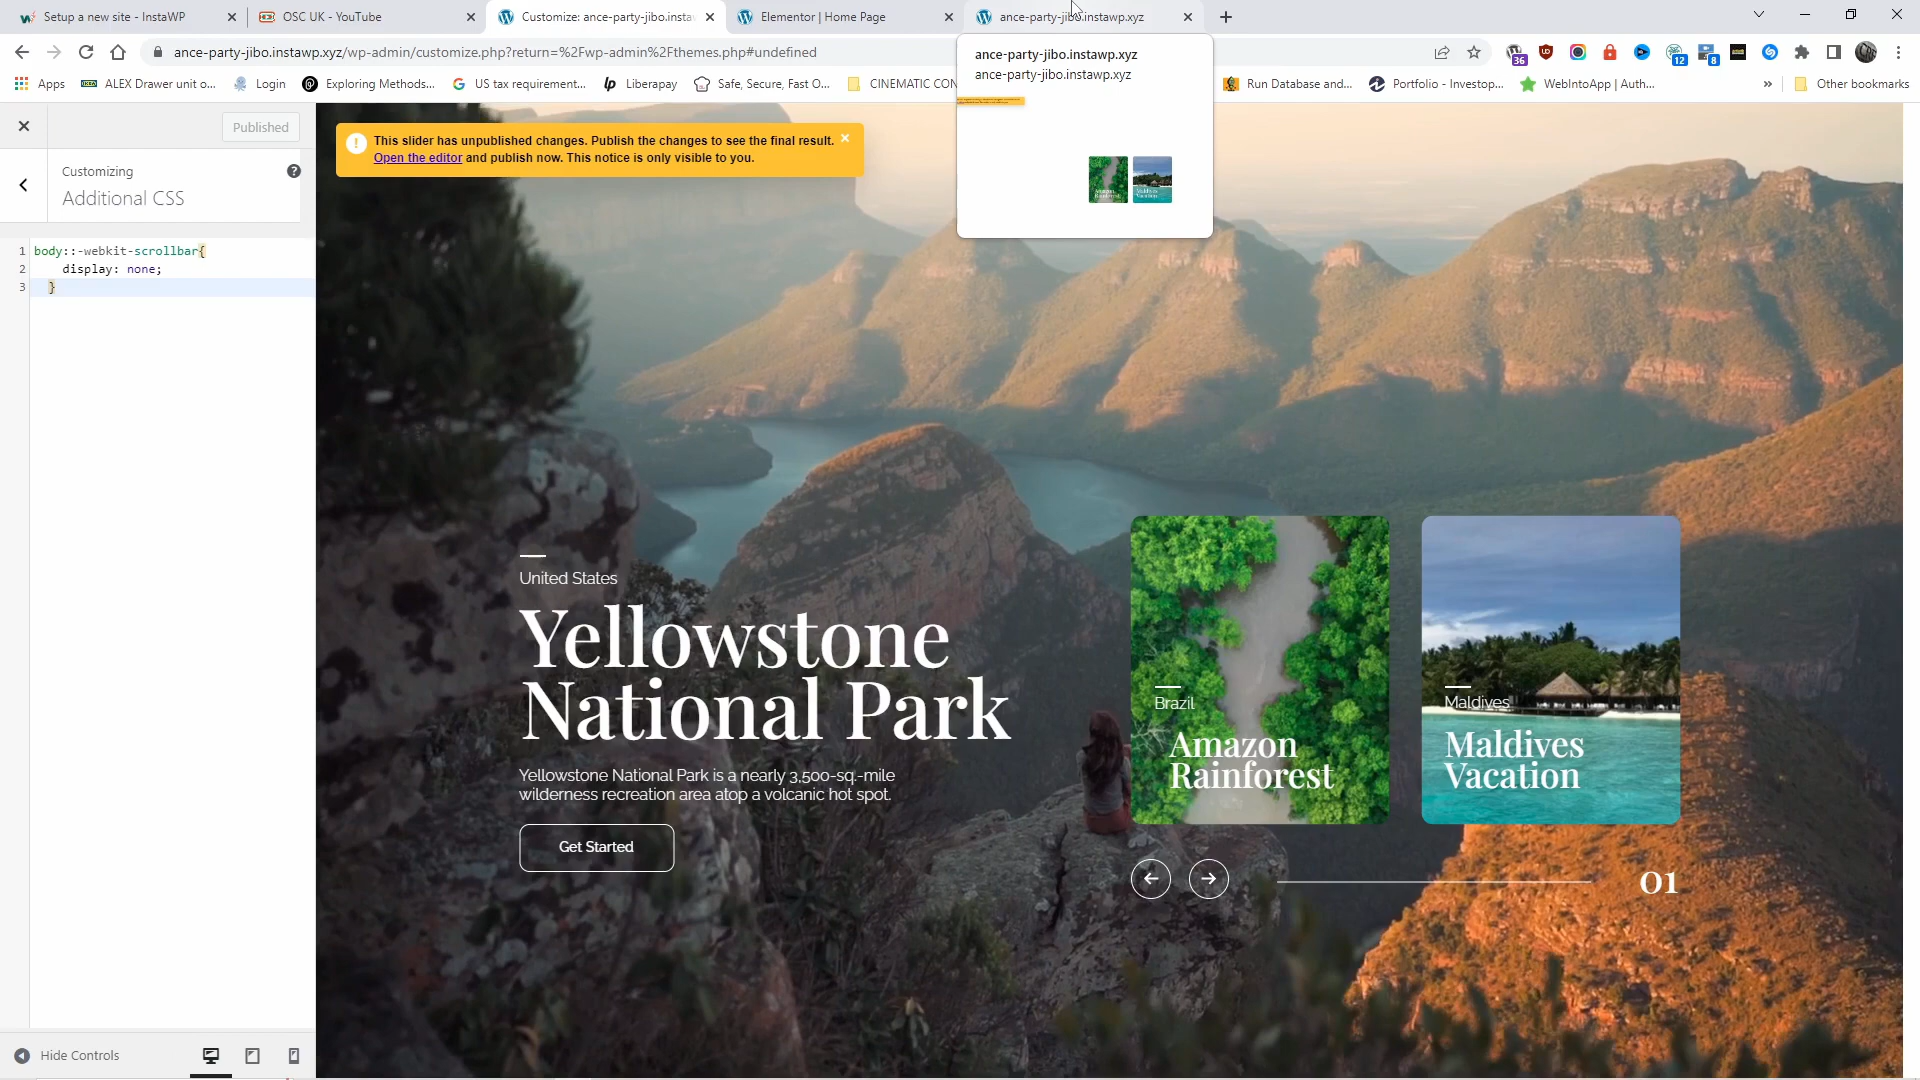 Setup a new site - InstaWP
OSC UK - YouTube
Customize: ance-party-jibo.insta
Elementor | Home Page
ance-party-jibo.instawp.xyz
ance-party-jibo.instawp.xyz/wp-admin/customize.php?return=%2Fwp-admin%2Fthemes.php#undefined
36
12
8
ance-party-jibo.instawp.xyz
ance-party-jibo.instawp.xyz
Apps
ALEX Drawer unit o...
Login
Exploring Methods...
US tax requirement...
Liberapay
Safe, Secure, Fast O...
CINEMATIC CON
Run Database and...
Portfolio - Investop...
WebIntoApp | Auth...
»
Other bookmarks
Published
Customizing
Additional CSS
1 body::-webkit-scrollbar{
2 display: none;
3 }
This slider has unpublished changes. Publish the changes to see the final result.
Open the editor and publish now. This notice is only visible to you.
United States
Yellowstone
National Park
Yellowstone National Park is a nearly 3,500-sq.-mile
wilderness recreation area atop a volcanic hot spot.
Get Started
Brazil
Amazon
Rainforest
Maldives
Maldives
Vacation
01
Hide Controls